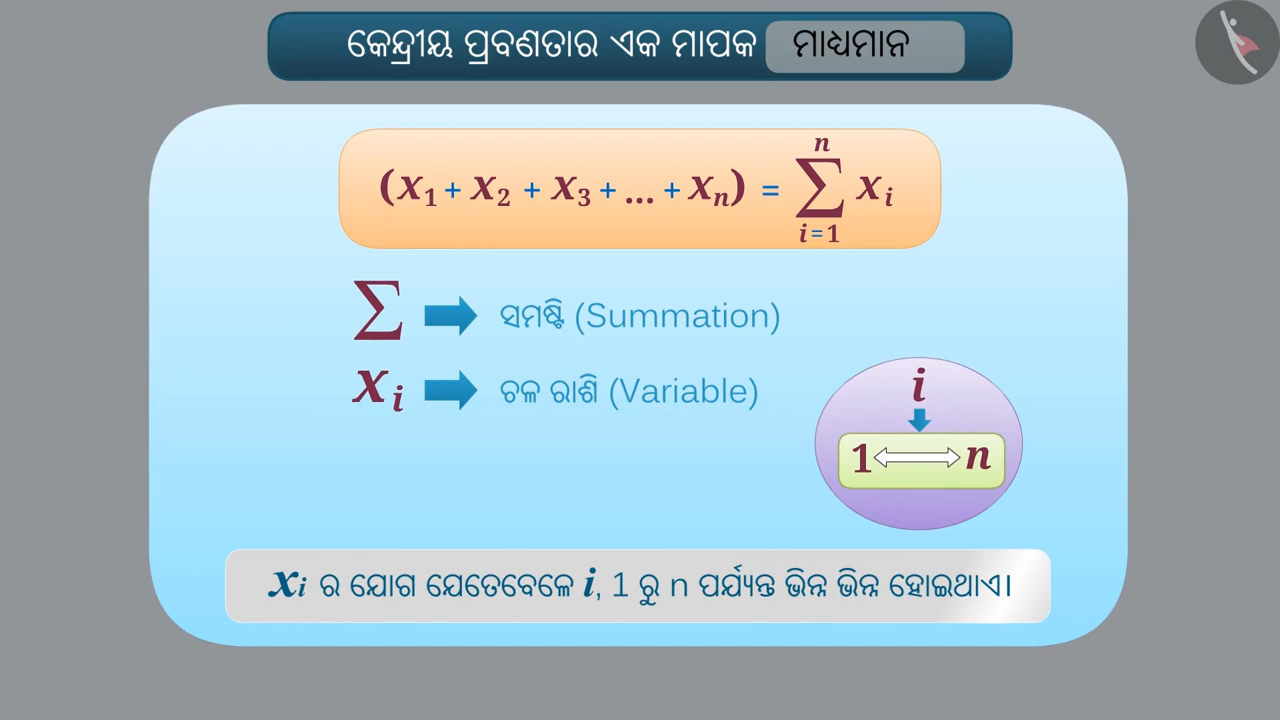 କେନ୍ଦ୍ରୀୟ ପ୍ରବଣତାର ଏକ ମାପକ ମାଧ୍ୟମାନ
(x₁ + x₂ + x₃ + ... + xₙ) = ∑ⁿᵢ₌₁ xᵢ
∑ ➡ ସମଷ୍ଟି (Summation)
xᵢ ➡ ଚଳ ରାଶି (Variable)
i
1 ⟺ n
xᵢ ର ଯୋଗ ଯେତେବେଳେ i, 1 ରୁ n ପର୍ଯ୍ୟନ୍ତ ଭିନ୍ନ ଭିନ୍ନ ହୋଇଥାଏ।